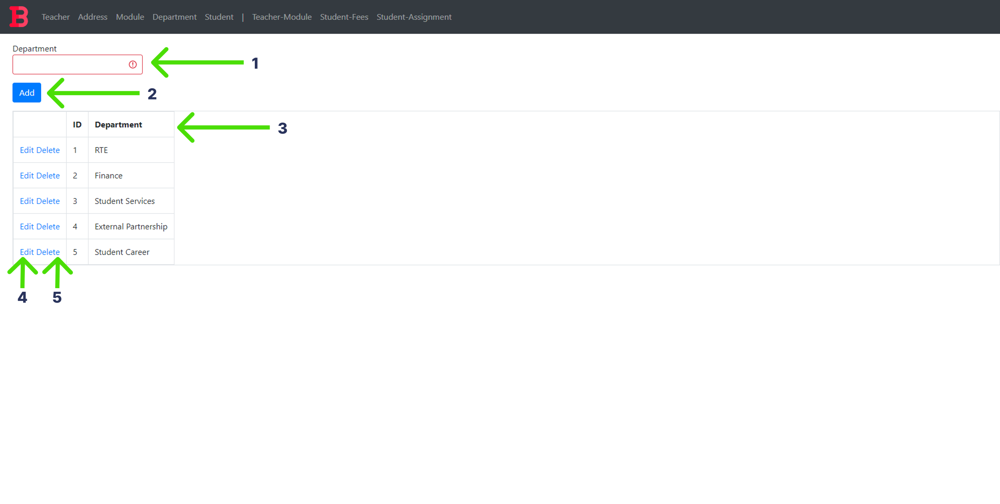 B Teacher Address Module Department Student | Teacher-Module Student-Fees Student-Assignment
Department
1
Add
2
ID Department
3
Edit Delete 1 RTE
Edit Delete 2 Finance
Edit Delete 3 Student Services
Edit Delete 4 External Partnership
Edit Delete 5 Student Career
4 5